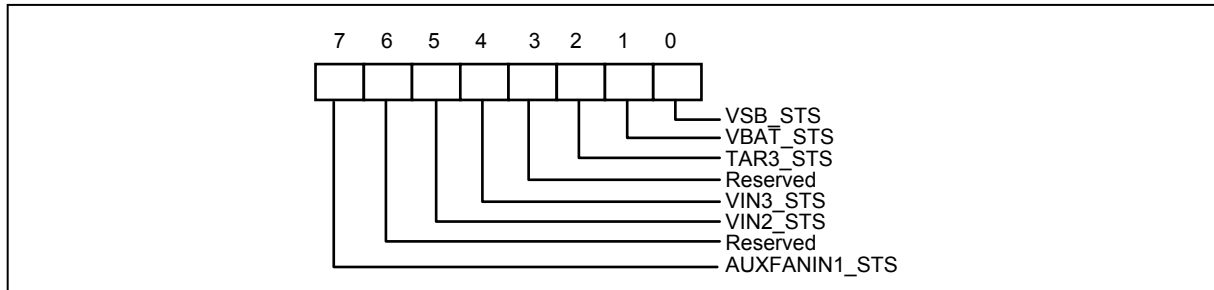 7 6 5 4 3 2 1 0
VSB_STS
VBAT_STS
TAR3_STS
Reserved
VIN3_STS
VIN2_STS
Reserved
AUXFANIN1_STS